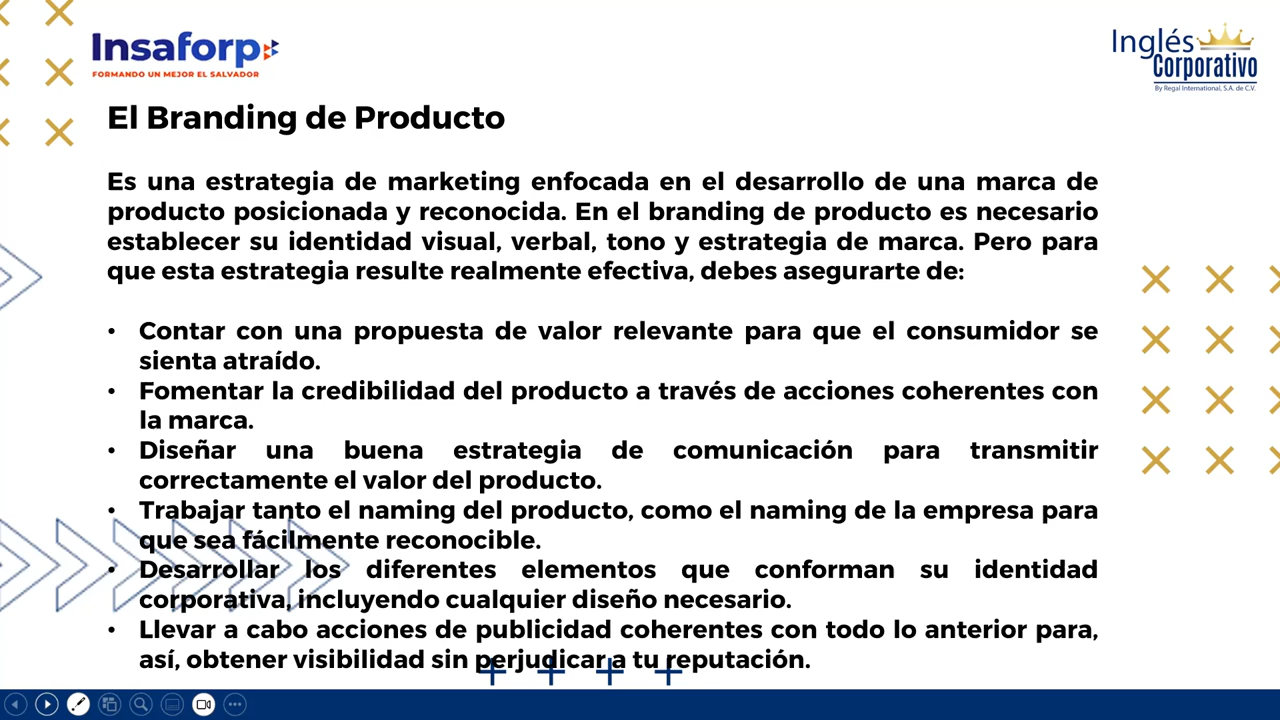 Insaforp
FORMANDO UN MEJOR EL SALVADOR
Inglés
Corporativo
By Regal International, S.A. de C.V.
El Branding de Producto
Es una estrategia de marketing enfocada en el desarrollo de una marca de
producto posicionada y reconocida. En el branding de producto es necesario
establecer su identidad visual, verbal, tono y estrategia de marca. Pero para
que esta estrategia resulte realmente efectiva, debes asegurarte de:
• Contar con una propuesta de valor relevante para que el consumidor se
sienta atraído.
• Fomentar la credibilidad del producto a través de acciones coherentes con
la marca.
• Diseñar una buena estrategia de comunicación para transmitir
correctamente el valor del producto.
• Trabajar tanto el naming del producto, como el naming de la empresa para
que sea fácilmente reconocible.
• Desarrollar los diferentes elementos que conforman su identidad
corporativa, incluyendo cualquier diseño necesario.
• Llevar a cabo acciones de publicidad coherentes con todo lo anterior para,
así, obtener visibilidad sin perjudicar a tu reputación.